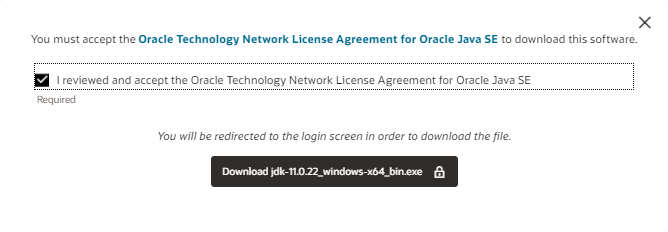 You must accept the Oracle Technology Network License Agreement for Oracle Java SE to download this software.
I reviewed and accept the Oracle Technology Network License Agreement for Oracle Java SE
Required
You will be redirected to the login screen in order to download the file.
Download jdk-11.0.22_windows-x64_bin.exe